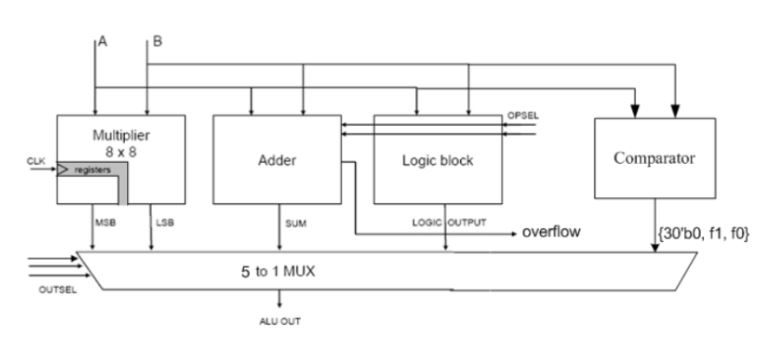 A
B
OPSEL
Multiplier
8 x 8
Adder
Logic block
Comparator
CLK
registers
MSB
LSB
SUM
LOGIC OUTPUT
overflow
{30'b0, f1, f0}
5 to 1 MUX
OUTSEL
ALU OUT